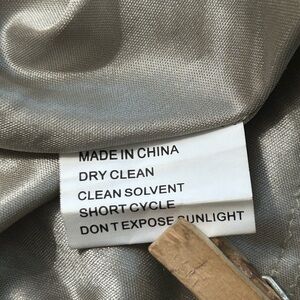 MADE IN CHINA
DRY CLEAN
CLEAN SOLVENT
SHORT CYCLE
DON T EXPOSE SUNLIGHT